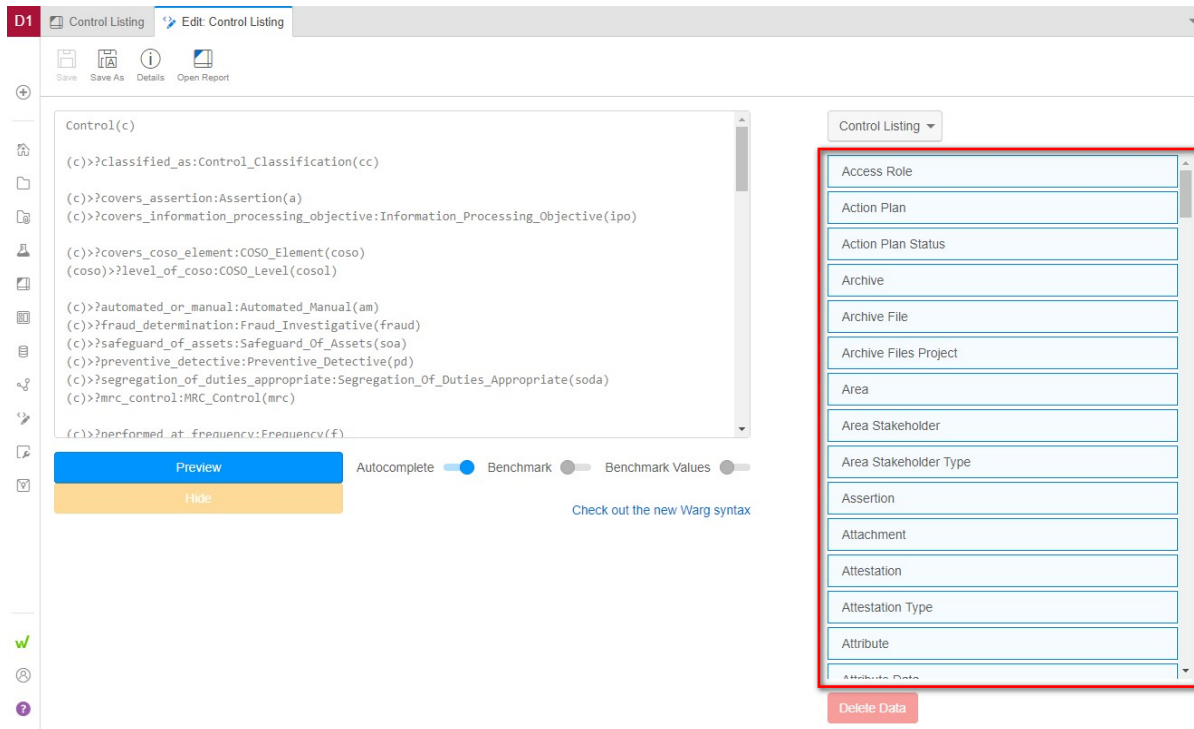 D1
Control Listing
Edit: Control Listing
Save
Save As
Details
Open Report
Control(c)
(c)>?classified_as:Control_Classification(cc)
(c)>?covers_assertion:Assertion(a)
(c)>?covers_information_processing_objective:Information_Processing_Objective(ipo)
(c)>?covers_coso_element:COSO_Element(coso)
(coso)>?level_of_coso:COSO_Level(cosol)
(c)>?automated_or_manual:Automated_Manual(am)
(c)>?fraud_determination:Fraud_Investigative(fraud)
(c)>?safeguard_of_assets:Safeguard_Of_Assets(soa)
(c)>?preventive_detective:Preventive_Detective(pd)
(c)>?segregation_of_duties_appropriate:Segregation_Of_Duties_Appropriate(soda)
(c)>?mrc_control:MRC_Control(mrc)
(c)>?performed_at_frequency:Frequency(f)
Preview
Autocomplete
Benchmark
Benchmark Values
Hide
Check out the new Warg syntax
Control Listing
Access Role
Action Plan
Action Plan Status
Archive
Archive File
Archive Files Project
Area
Area Stakeholder
Area Stakeholder Type
Assertion
Attachment
Attestation
Attestation Type
Attribute
Attribute Data
Delete Data